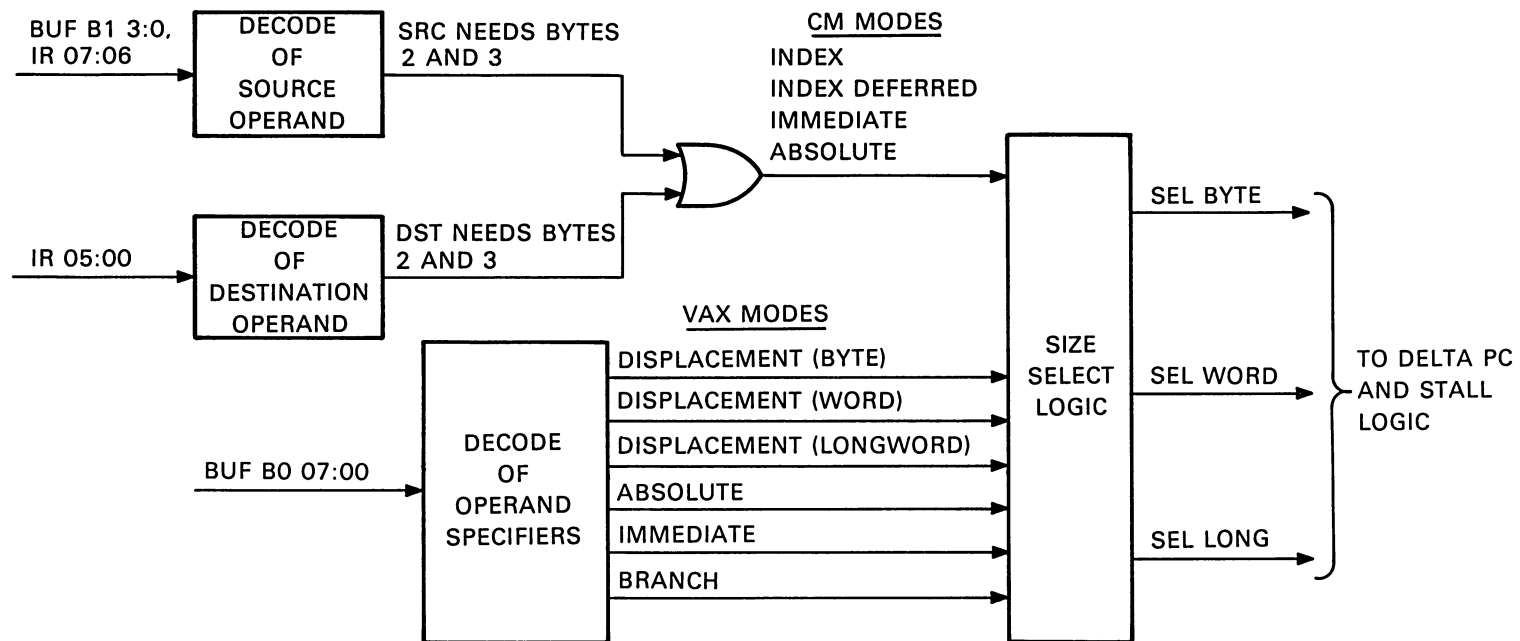 BUF B1 3:0,
IR 07:06
DECODE
OF
SOURCE
OPERAND
SRC NEEDS BYTES
2 AND 3
CM MODES
INDEX
INDEX DEFERRED
IMMEDIATE
ABSOLUTE
IR 05:00
DECODE
OF
DESTINATION
OPERAND
DST NEEDS BYTES
2 AND 3
VAX MODES
BUF B0 07:00
DECODE
OF
OPERAND
SPECIFIERS
DISPLACEMENT (BYTE)
DISPLACEMENT (WORD)
DISPLACEMENT (LONGWORD)
ABSOLUTE
IMMEDIATE
BRANCH
SIZE
SELECT
LOGIC
SEL BYTE
SEL WORD
SEL LONG
TO DELTA PC
AND STALL
LOGIC